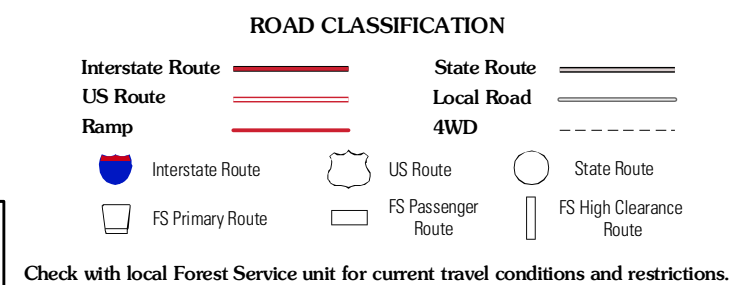 ROAD CLASSIFICATION
Interstate Route
State Route
US Route
Local Road
Ramp
4WD
Interstate Route
US Route
State Route
FS Primary Route
FS Passenger
Route
FS High Clearance
Route
Check with local Forest Service unit for current travel conditions and restrictions.